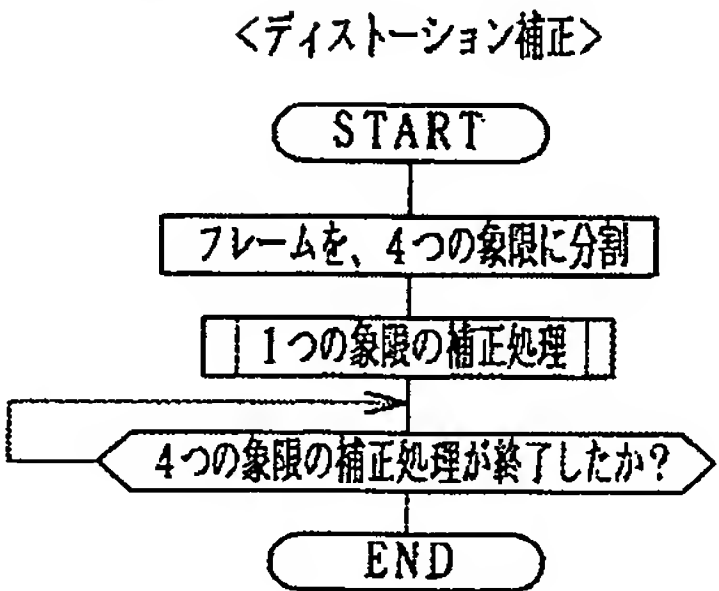 <ディストーション補正>
START
フレームを、4つの象限に分割
1つの象限の補正処理
4つの象限の補正処理が終了したか?
END